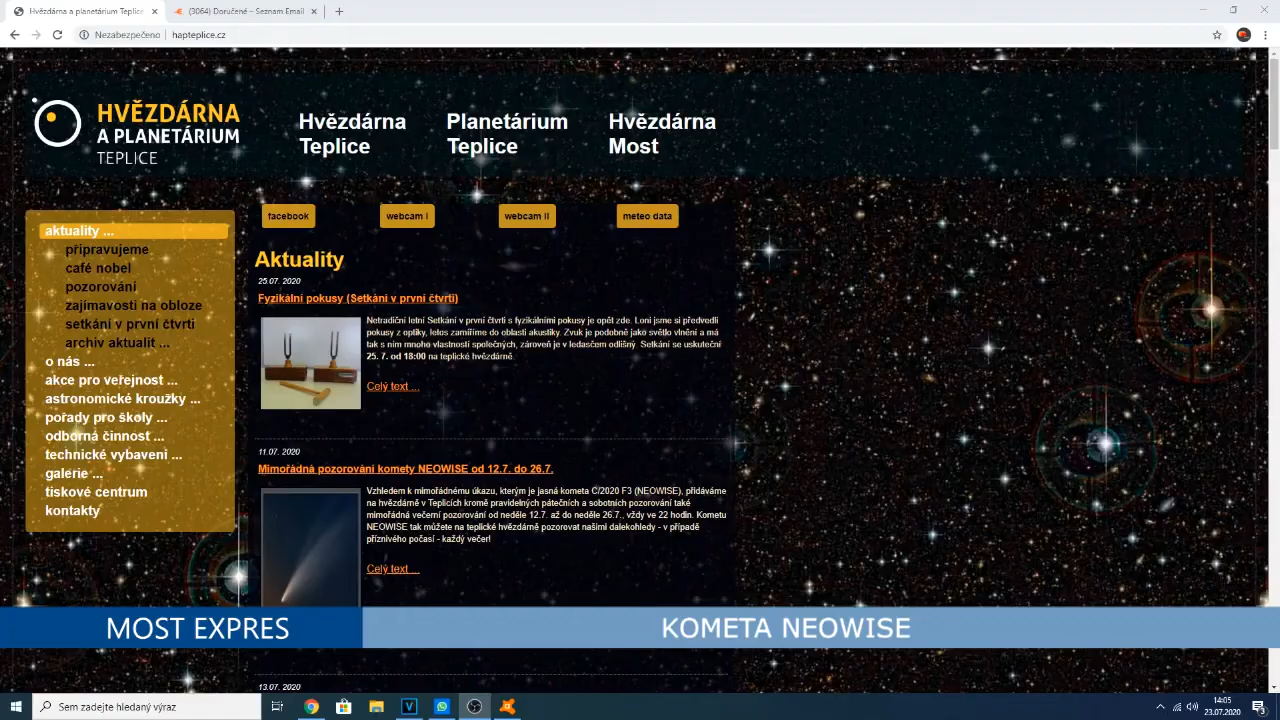 Hvězdárna a planetárium Teplice
(3064) Doručené – Seznam Email
Nezabezpečeno
hapteplice.cz
HVĚZDÁRNA
A PLANETÁRIUM
TEPLICE
Hvězdárna
Teplice
Planetárium
Teplice
Hvězdárna
Most
facebook
webcam I
webcam II
meteo data
aktuality ...
připravujeme
café nobel
pozorování
zajímavosti na obloze
setkání v první čtvrti
archiv aktualit ...
o nás ...
akce pro veřejnost ...
astronomické kroužky ...
pořady pro školy ...
odborná činnost ...
technické vybavení ...
galerie ...
tiskové centrum
kontakty
Aktuality
25.07. 2020
Fyzikální pokusy (Setkání v první čtvrti)
Netradiční letní Setkání v první čtvrti s fyzikálními pokusy je opět zde. Loni jsme si předvedli
pokusy z optiky, letos zamíříme do oblasti akustiky. Zvuk je podobně jako světlo vlnění a má
tak s ním mnoho vlastností společných, zároveň je v ledasčem odlišný. Setkání se uskuteční
25. 7. od 18:00 na teplické hvězdárně.
Celý text ...
11.07. 2020
Mimořádná pozorování komety NEOWISE od 12.7. do 26.7.
Vzhledem k mimořádnému úkazu, kterým je jasná kometa C/2020 F3 (NEOWISE), přidáváme
na hvězdárně v Teplicích kromě pravidelných pátečních a sobotních pozorování také
mimořádná večerní pozorování od neděle 12.7. až do neděle 26.7., vždy ve 22 hodin. Kometu
NEOWISE tak můžete na teplické hvězdárně pozorovat našimi dalekohledy - v případě
příznivého počasí - každý večer!
Celý text ...
MOST EXPRES
KOMETA NEOWISE
13.07. 2020
Sem zadejte hledaný výraz
14:05
23.07.2020
3